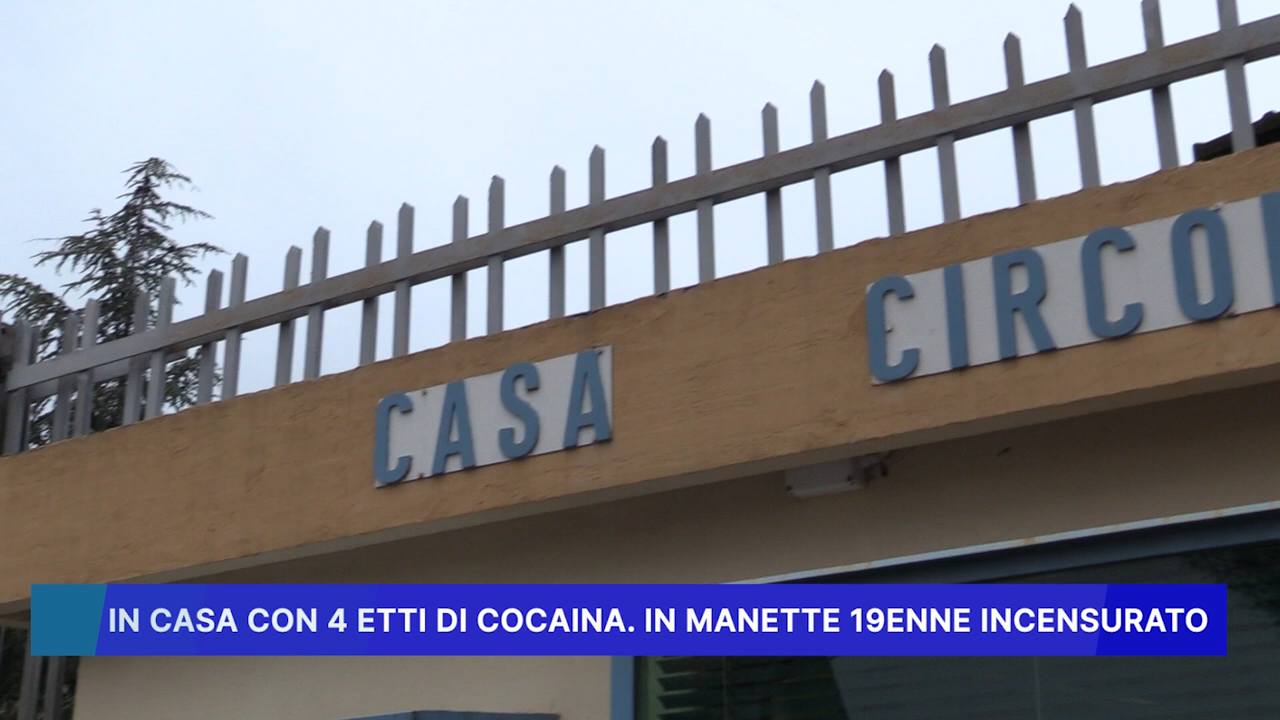 CASA CIRCO
IN CASA CON 4 ETTI DI COCAINA. IN MANETTE 19ENNE INCENSURATO